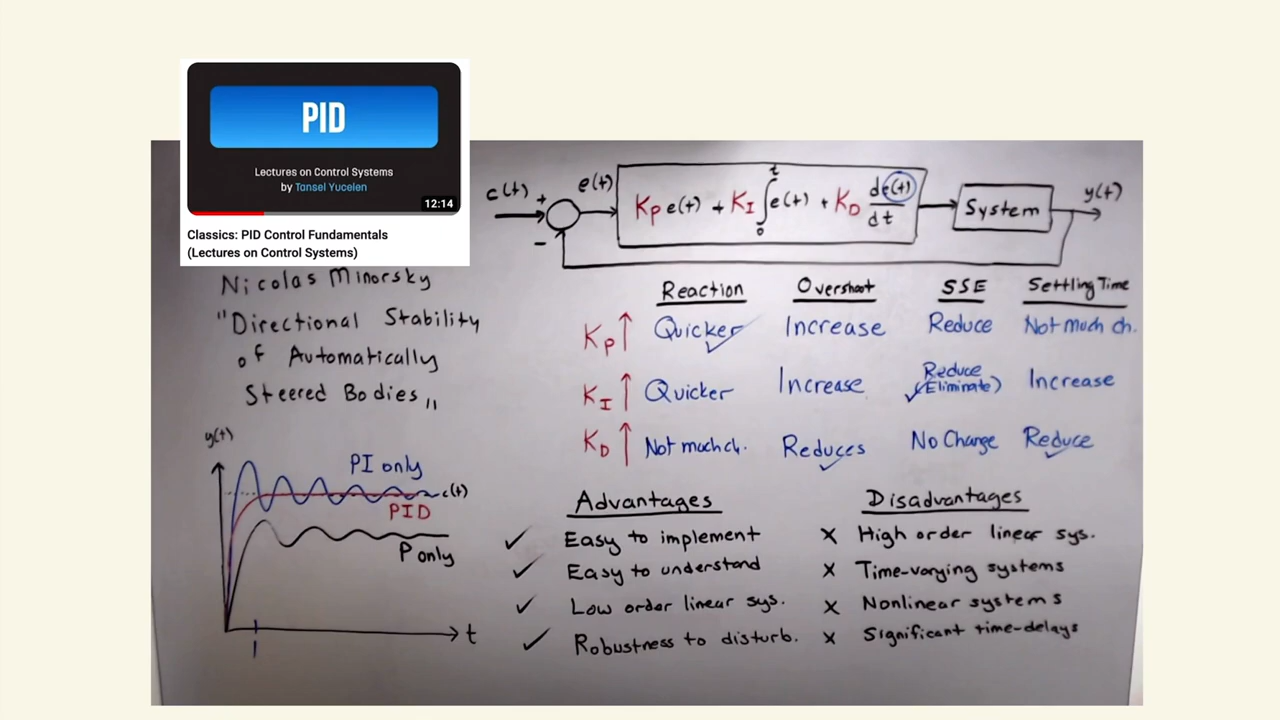 PID
Lectures on Control Systems
by Tansel Yucelen
12:14
Classics: PID Control Fundamentals
(Lectures on Control Systems)
c(t) + e(t) Kp e(t) + KI ∫ e(t) + KD de(t) System y(t)
t
0
dt
−
Nicolas Minorsky
"Directional Stability
of Automatically
Steered Bodies"
Reaction Overshoot SSE Settling Time
Kp ↑ Quicker Increase Reduce Not much ch.
KI ↑ Quicker Increase Reduce (Eliminate) Increase
KD ↑ Not much ch. Reduces No Change Reduce
y(t)
PI only
c(t)
PID
P only
t
Advantages Disadvantages
✓ Easy to implement × High order linear sys.
✓ Easy to understand × Time-varying systems
✓ Low order linear sys. × Nonlinear systems
✓ Robustness to disturb. × Significant time-delays